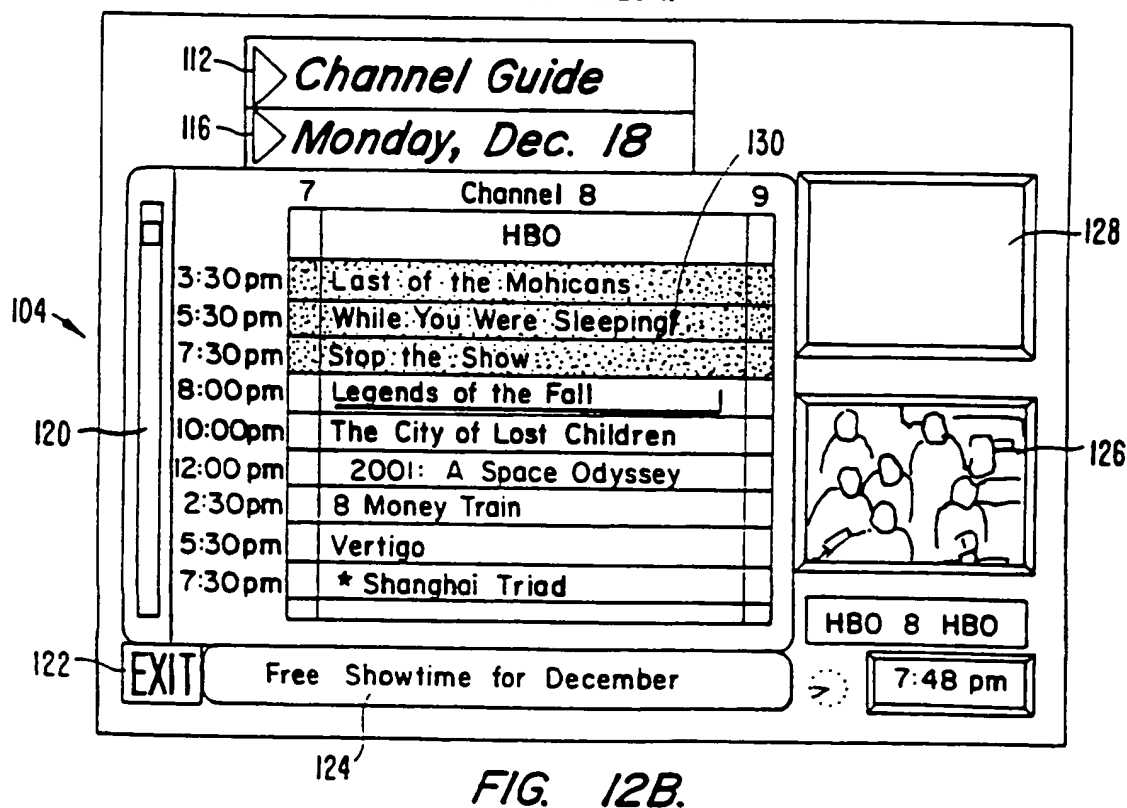 112
Channel Guide
116
Monday, Dec. 18
130
7 Channel 8 9
HBO
128
3:30pm Last of the Mohicans
104
5:30pm While You Were Sleeping
7:30pm Stop the Show
8:00pm Legends of the Fall
120
10:00pm The City of Lost Children
126
12:00 pm 2001: A Space Odyssey
2:30pm 8 Money Train
5:30pm Vertigo
7:30pm * Shanghai Triad
HBO 8 HBO
122
EXIT
Free Showtime for December
7:48 pm
124
FIG. 12B.